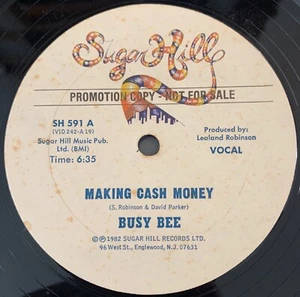 Sugar Hill
PROMOTION COPY - NOT FOR SALE
SH 591 A
(VID 242-A 19)
Sugar Hill Music Pub.
Ltd. (BMI)
Time: 6:35
Produced by:
Lealand Robinson
VOCAL
MAKING CASH MONEY
(S. Robinson & David Parker)
BUSY BEE
©℗1982 SUGAR HILL RECORDS LTD.
96 West St., Englewood, N.J. 07631